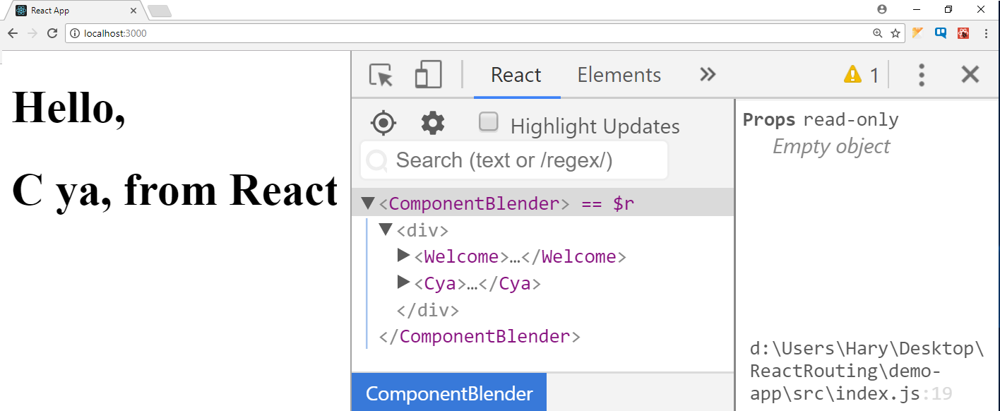 React App
localhost:3000
Hello,
C ya, from React
React Elements 1
Highlight Updates
Search (text or /regex/)
<ComponentBlender> == $r
<div>
<Welcome>…</Welcome>
<Cya>…</Cya>
</div>
</ComponentBlender>
ComponentBlender
Props read-only
Empty object
d:\Users\Hary\Desktop\
ReactRouting\demo-
app\src\index.js:19